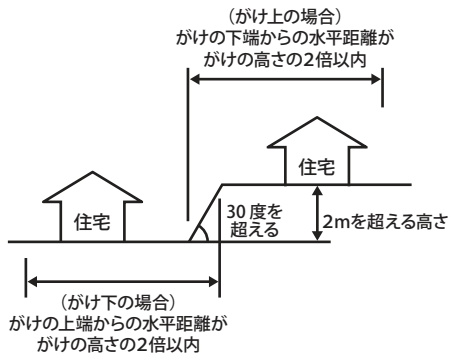 （がけ上の場合）
がけの下端からの水平距離が
がけの高さの2倍以内
住宅
住宅
30度を
超える
2mを超える高さ
（がけ下の場合）
がけの上端からの水平距離が
がけの高さの2倍以内